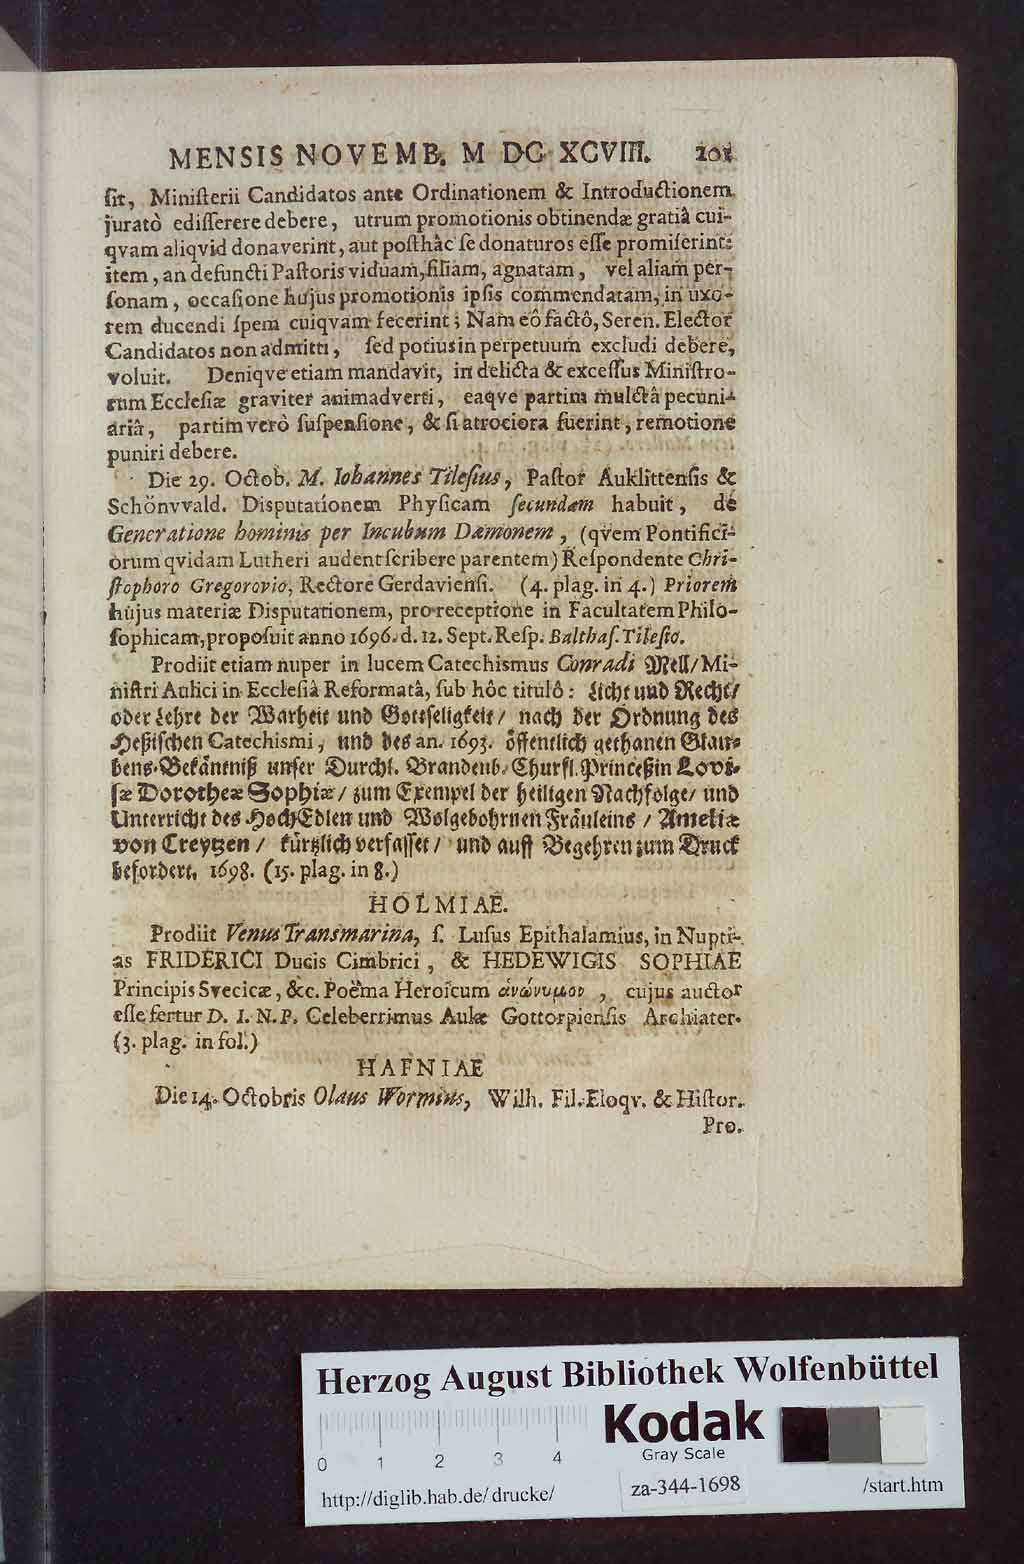 MENSIS NOVEMB. M DC XCVIII. 201
ſit, Miniſterii Candidatos ante Ordinationem & Introductionem
juratò edifſerere debere, utrum promotionis obtinendæ gratiâ cui-
qvam aliqvid donaverint, aut poſthâc ſe donaturos eſſe promiſerint:
item, an defuncti Paſtoris viduam, filiam, agnatam, vel aliam per-
ſonam, occaſione hujus promotionis ipſis commendatam, in uxo-
rem ducendi ſpem cuiqvam fecerint; Nam eô factô, Seren. Elector
Candidatos non admitti, ſed potius in perpetuum excludi debere,
voluit. Deniqve etiam mandavit, in delicta & exceſſus Miniſtro-
rum Eccleſiæ graviter animadverti, eaqve partim mulctâ pecuni-
ariâ, partim verò ſuſpenſione, & ſi atrociora fuerint, remotione
puniri debere.
Die 29. Octob. M. Iohannes Tileſius, Paſtor Auklittenſis &
Schönvvald. Disputationem Phyſicam ſecundam habuit, de
Generatione hominis per Incubum Dæmonem, (qvem Pontifici-
orum qvidam Lutheri audent ſcribere parentem) Reſpondente Chri-
ſtophoro Gregorovio, Rectore Gerdavienſi. (4. plag. in 4.) Priorem
hujus materiæ Disputationem, pro receptione in Facultatem Philo-
ſophicam, propoſuit anno 1696. d. 12. Sept. Reſp. Balthaſ. Tileſio.
Prodiit etiam nuper in lucem Catechismus Conradi Mell/ Mi-
niſtri Aulici in Eccleſiâ Reformatâ, ſub hôc titulô: Licht und Recht/
oder Lehre der Warheit und Gottſeligkeit/ nach der Ordnung des
Heßiſchen Catechismi, und des an. 1693. öffentlich gethanen Glau-
bens-Bekäntniß unſer Durchl. Brandenb. Churfl. Princeßin Lovi-
ſæ Dorotheæ Sophiæ/ zum Exempel der heiligen Nachfolge/ und
Unterricht des HochEdlen und Wolgebohrnen Fräuleins/ Ameliæ
von Creytzen/ kürtzlich verfaſſet/ und auff Begehren zum Druck
befordert. 1698. (15. plag. in 8.)
HOLMIAE.
Prodiit Venus Transmarina, ſ. Luſus Epithalamius, in Nupti-
as FRIDERICI Ducis Cimbrici, & HEDEWIGIS SOPHIAE
Principis Svecicæ, &c. Poëma Heroicum ἀνώνυμον, cujus auctor
eſſe fertur D. I. N. P. Celeberrimus Aulæ Gottorpienſis Archiater.
(3. plag. in fol.)
HAFNIAE
Die 14. Octobris Olaus Wormius, Wilh. Fil. Eloqv. & Hiſtor.
Pro.
Herzog August Bibliothek Wolfenbüttel
Kodak
Gray Scale
0 1 2 3 4
http://diglib.hab.de/drucke/ za-344-1698 /start.htm